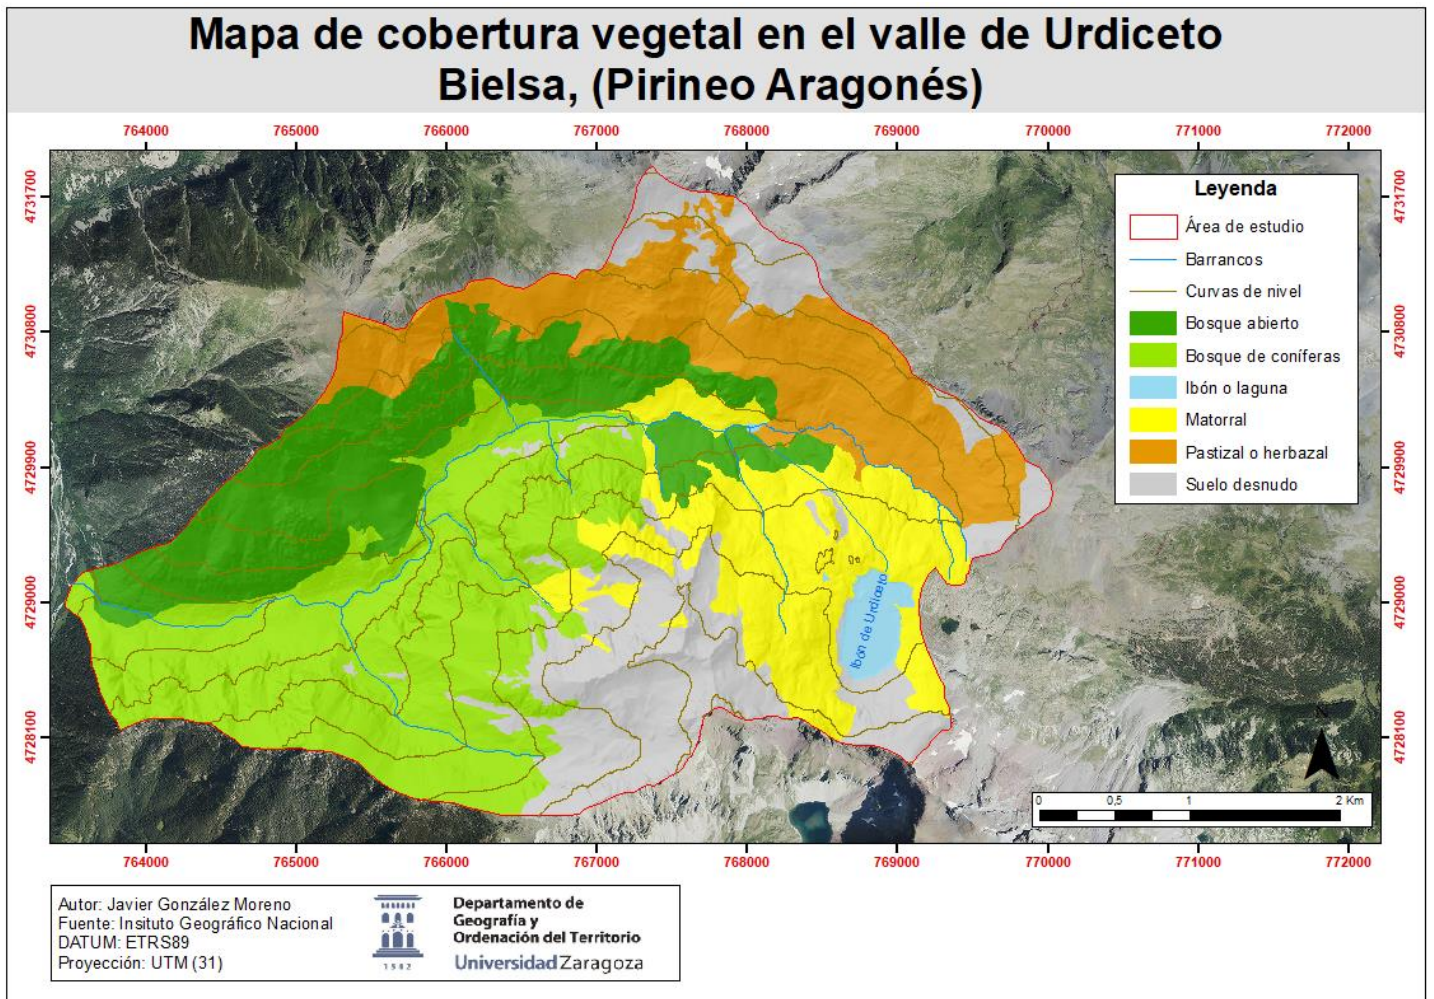 Mapa de cobertura vegetal en el valle de Urdiceto
Bielsa, (Pirineo Aragonés)
764000 765000 766000 767000 768000 769000 770000 771000 772000
4731700
4731700
4730800
4730800
4729900
4729900
4729000
4729000
4728100
4728100
Leyenda
Área de estudio
Barrancos
Curvas de nivel
Bosque abierto
Bosque de coníferas
Ibón o laguna
Matorral
Pastizal o herbazal
Suelo desnudo
Ibón de Urdiceto
N
0 0,5 1 2 Km
764000 765000 766000 767000 768000 769000 770000 771000 772000
Autor: Javier González Moreno
Fuente: Insituto Geográfico Nacional
DATUM: ETRS89
Proyección: UTM (31)
1542
Departamento de
Geografía y
Ordenación del Territorio
Universidad Zaragoza